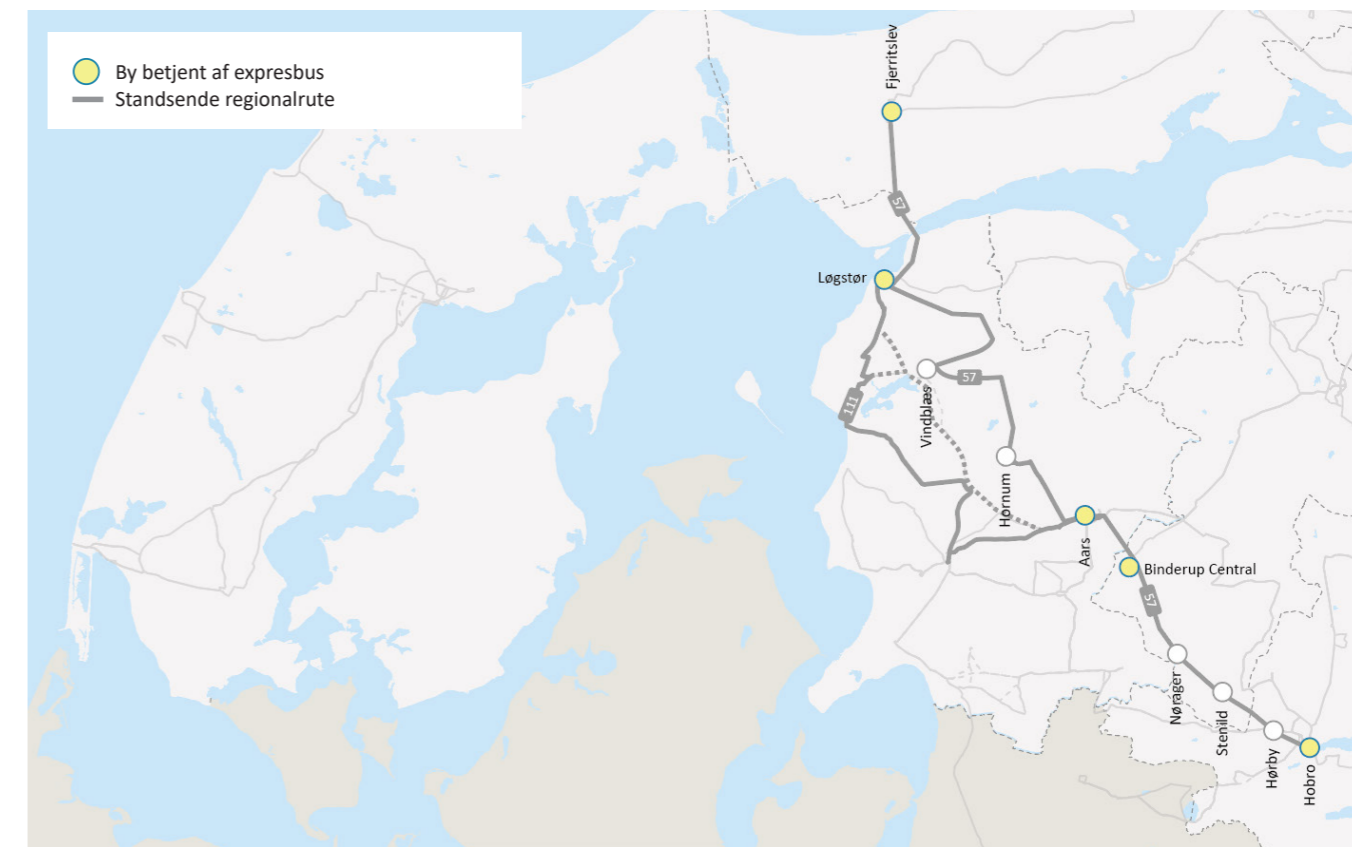 By betjent af expresbus
Standsende regionalrute
Fjerritslev
57
Løgstør
Vindblæs
57
111
Hornum
Aars
Binderup Central
57
Nørager
Stenild
Hørby
Hobro